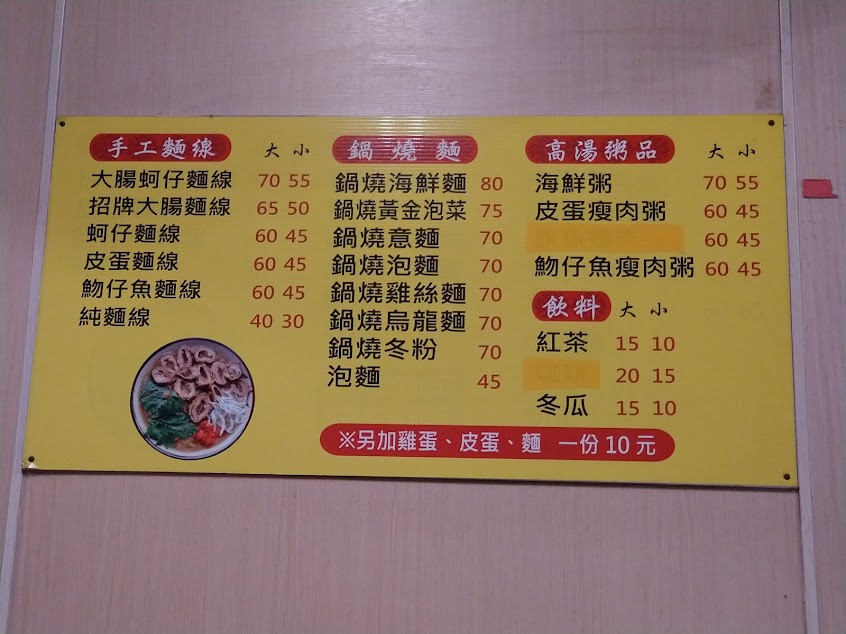 手工麵線 大 小
大腸蚵仔麵線 70 55
招牌大腸麵線 65 50
蚵仔麵線 60 45
皮蛋麵線 60 45
魩仔魚麵線 60 45
純麵線 40 30
鍋燒麵
鍋燒海鮮麵 80
鍋燒黃金泡菜 75
鍋燒意麵 70
鍋燒泡麵 70
鍋燒雞絲麵 70
鍋燒烏龍麵 70
鍋燒冬粉 70
泡麵 45
高湯粥品 大 小
海鮮粥 70 55
皮蛋瘦肉粥 60 45
60 45
魩仔魚瘦肉粥 60 45
飲料 大 小
紅茶 15 10
20 15
冬瓜 15 10
※另加雞蛋、皮蛋、麵 一份10元